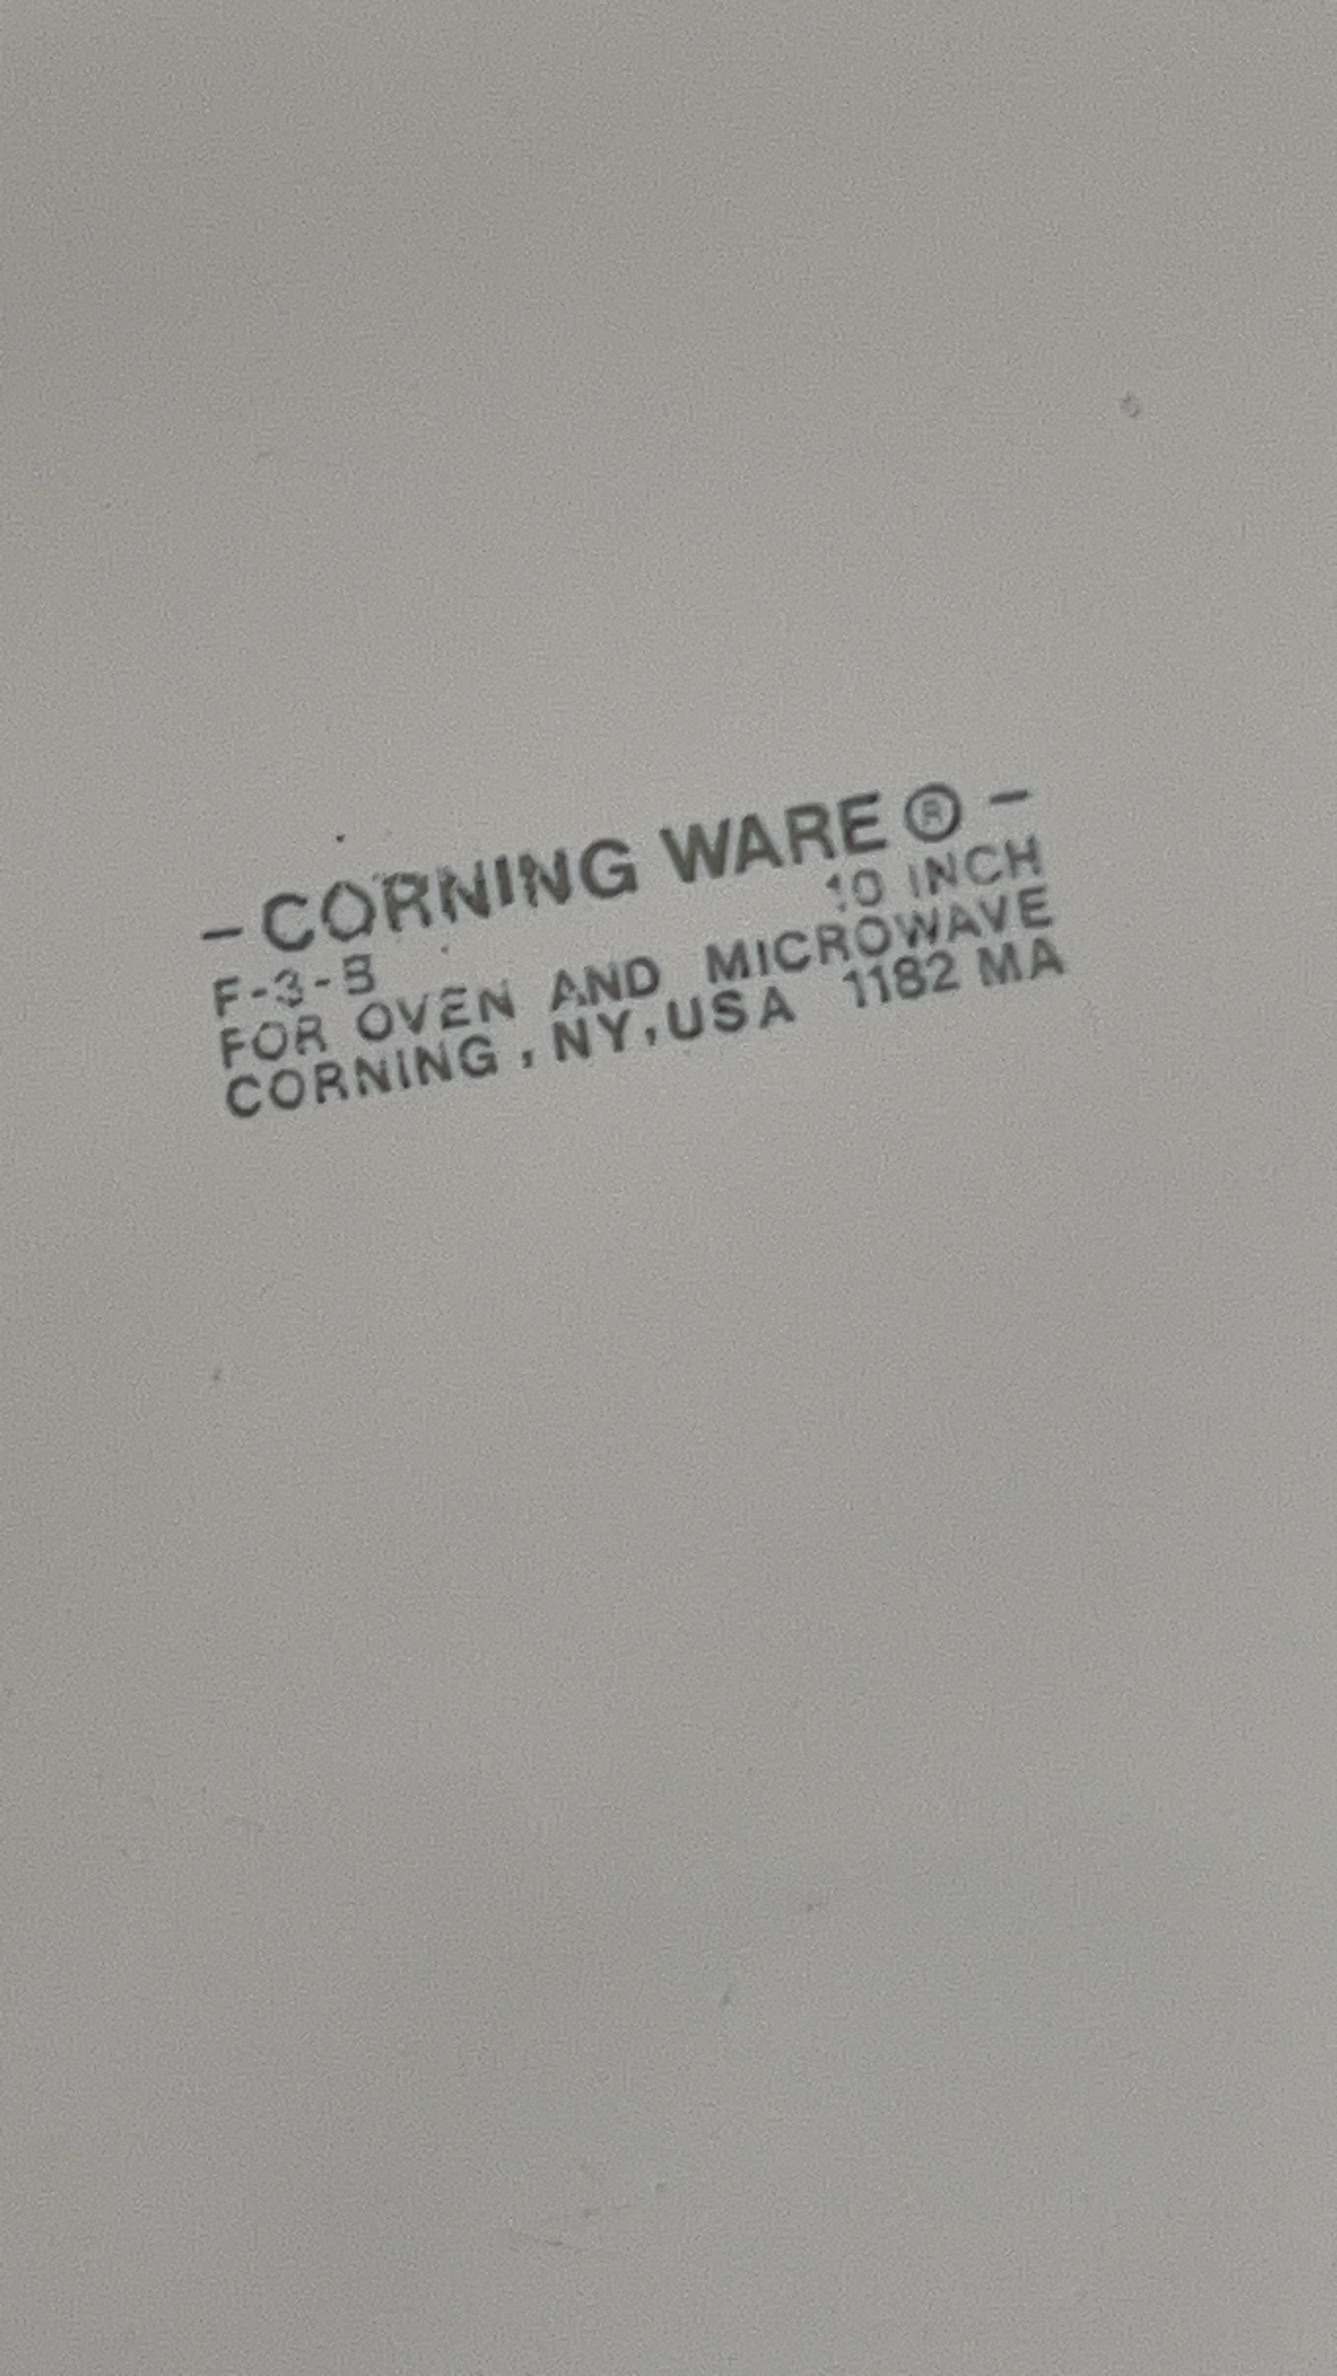 - CORNING WARE ® -
F-3-B 10 INCH
FOR OVEN AND MICROWAVE
CORNING, NY, USA 1182 MA